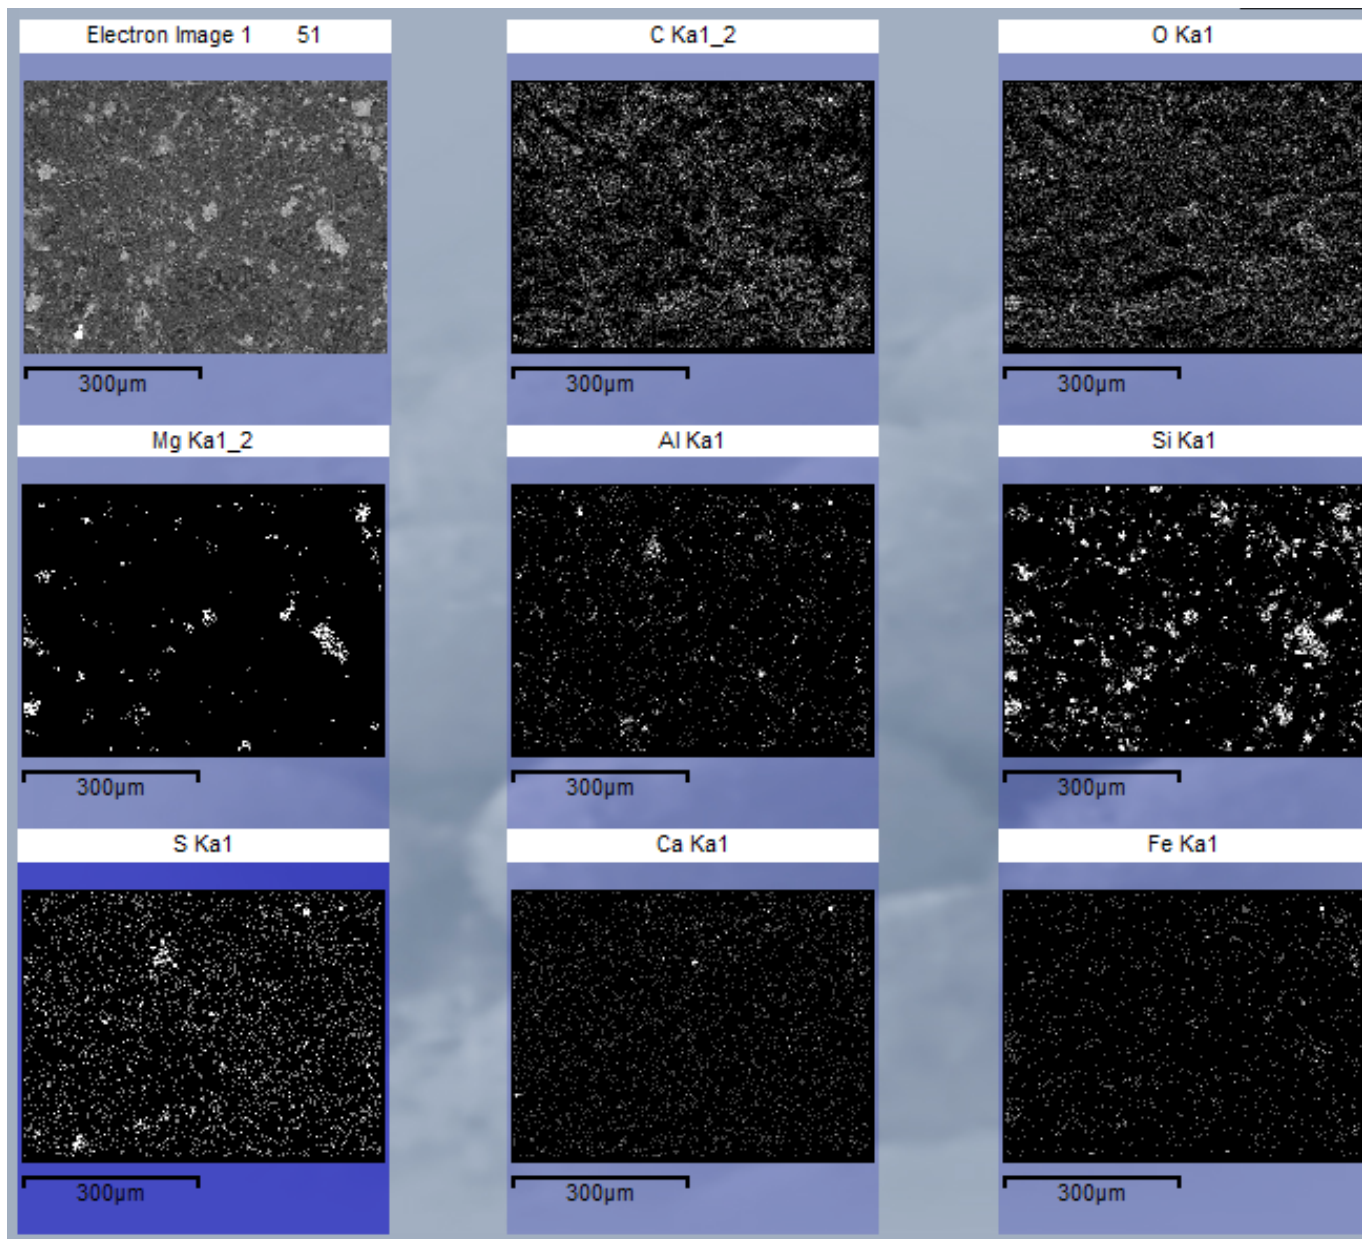 Electron Image 1 51
C Ka1_2
O Ka1
300µm
300µm
300µm
Mg Ka1_2
Al Ka1
Si Ka1
300µm
300µm
300µm
S Ka1
Ca Ka1
Fe Ka1
300µm
300µm
300µm